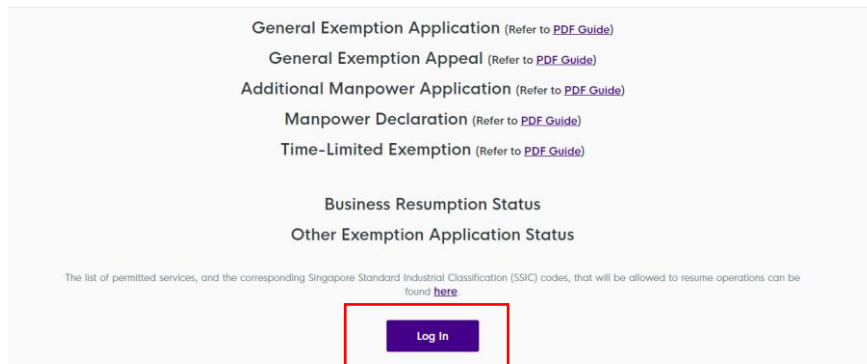 General Exemption Application (Refer to PDF Guide)
General Exemption Appeal (Refer to PDF Guide)
Additional Manpower Application (Refer to PDF Guide)
Manpower Declaration (Refer to PDF Guide)
Time-Limited Exemption (Refer to PDF Guide)
Business Resumption Status
Other Exemption Application Status
The list of permitted services, and the corresponding Singapore Standard Industrial Classification (SSIC) codes, that will be allowed to resume operations can be
found here.
Log In